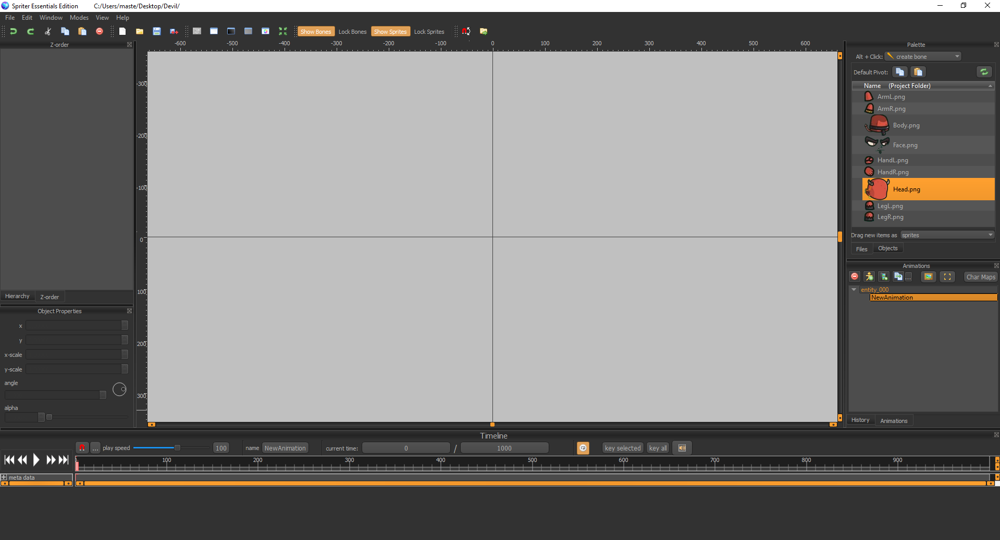 Spriter Essentials Edition C:/Users/maste/Desktop/Devil/
File Edit Window Modes View Help
Show Bones Lock Bones Show Sprites Lock Sprites
Z-order
-600 -500 -400 -300 -200 -100 0 100 200 300 400 500 600
-300
-200
-100
0
100
200
300
Hierarchy Z-order
Object Properties
x
y
x-scale
y-scale
angle
alpha
Palette
Alt + Click: create bone
Default Pivot:
Name (Project Folder)
ArmL.png
ArmR.png
Body.png
Face.png
HandL.png
HandR.png
Head.png
LegL.png
LegR.png
Drag new items as sprites
Files Objects
Animations
... Char Maps
entity_000
NewAnimation
History Animations
Timeline
... play speed 100 name NewAnimation current time: 0 / 1000 key selected key all
100 200 300 400 500 600 700 800 900
meta data